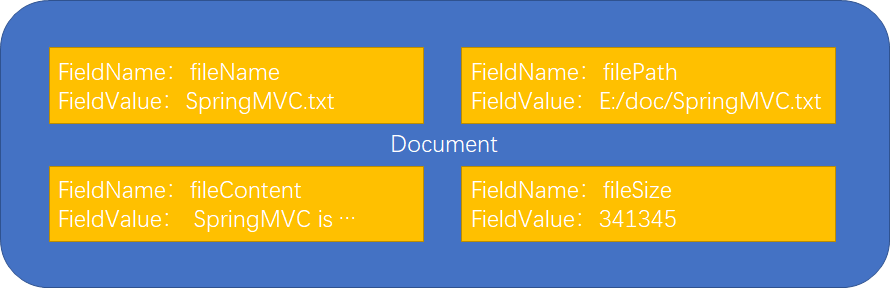 FieldName：fileName
FieldValue：SpringMVC.txt
FieldName：filePath
FieldValue：E:/doc/SpringMVC.txt
Document
FieldName：fileContent
FieldValue： SpringMVC is …
FieldName：fileSize
FieldValue：341345